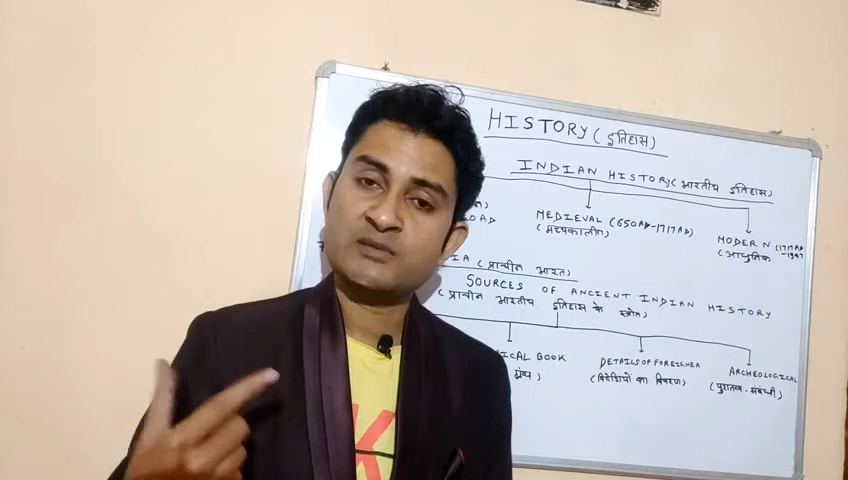 HISTORY (इतिहास)
INDIAN HISTORY (भारतीय इतिहास)
MEDIEVAL (650AD-1717AD)
(मध्यकालीन)
MODERN (1717AD
-1947
(आधुनिक
(प्राचीन भारत)
SOURCES OF ANCIENT INDIAN HISTORY
(प्राचीन भारतीय इतिहास के स्त्रोत)
BOOK
DETAILS OF FOREIGNER
(विदेशियों का विवरण)
ARCHEOLOGICAL
(पुरातत्व-संबंधी)